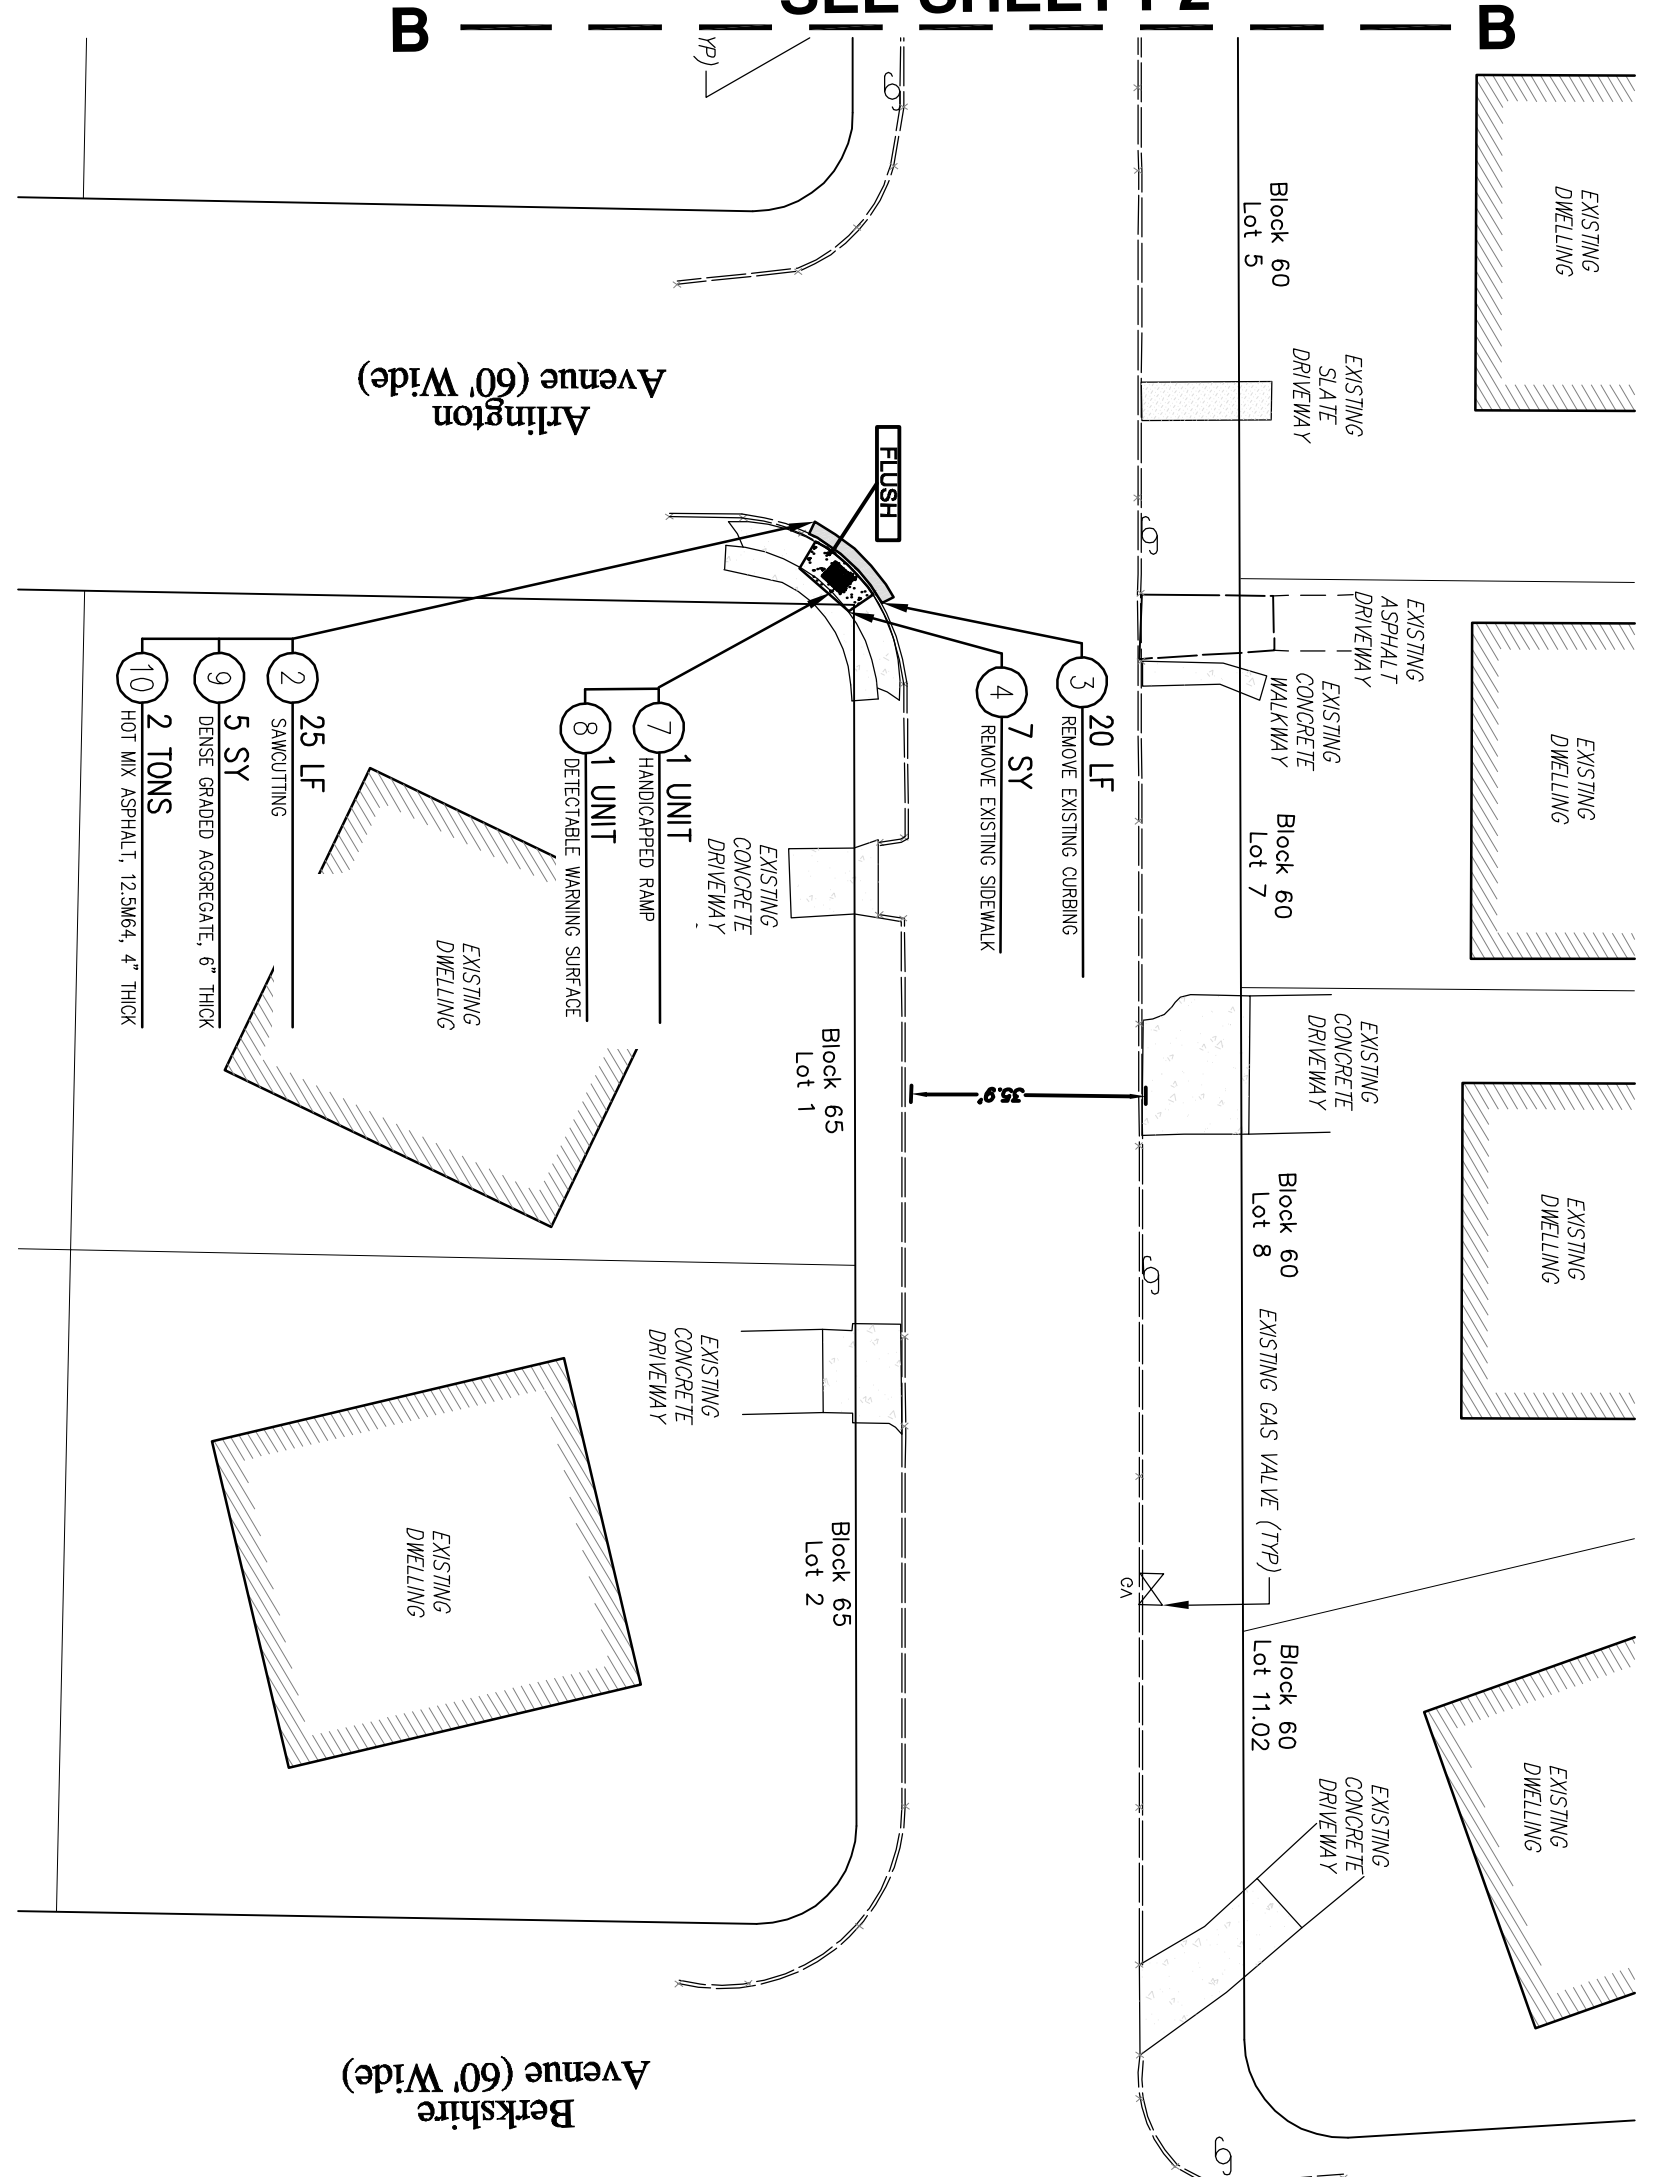 SEE SHEET P2
B
B
YP)
Block 60
Lot 5
EXISTING
DWELLING
EXISTING
SLATE
DRIVEWAY
Arlington
Avenue (60' Wide)
FLUSH
EXISTING
ASPHALT
DRIVEWAY
EXISTING
CONCRETE
WALKWAY
EXISTING
DWELLING
Block 60
Lot 7
3
20 LF
REMOVE EXISTING CURBING
4
7 SY
REMOVE EXISTING SIDEWALK
7
1 UNIT
HANDICAPPED RAMP
8
1 UNIT
DETECTABLE WARNING SURFACE
2
25 LF
SAWCUTTING
9
5 SY
DENSE GRADED AGGREGATE, 6" THICK
10
2 TONS
HOT MIX ASPHALT, 12.5M64, 4" THICK
EXISTING
CONCRETE
DRIVEWAY
EXISTING
DWELLING
Block 65
Lot 1
35.9'
EXISTING
CONCRETE
DRIVEWAY
EXISTING
DWELLING
Block 60
Lot 8
EXISTING GAS VALVE (TYP)
GV
EXISTING
CONCRETE
DRIVEWAY
EXISTING
DWELLING
Block 65
Lot 2
Block 60
Lot 11.02
EXISTING
DWELLING
EXISTING
CONCRETE
DRIVEWAY
Berkshire
Avenue (60' Wide)